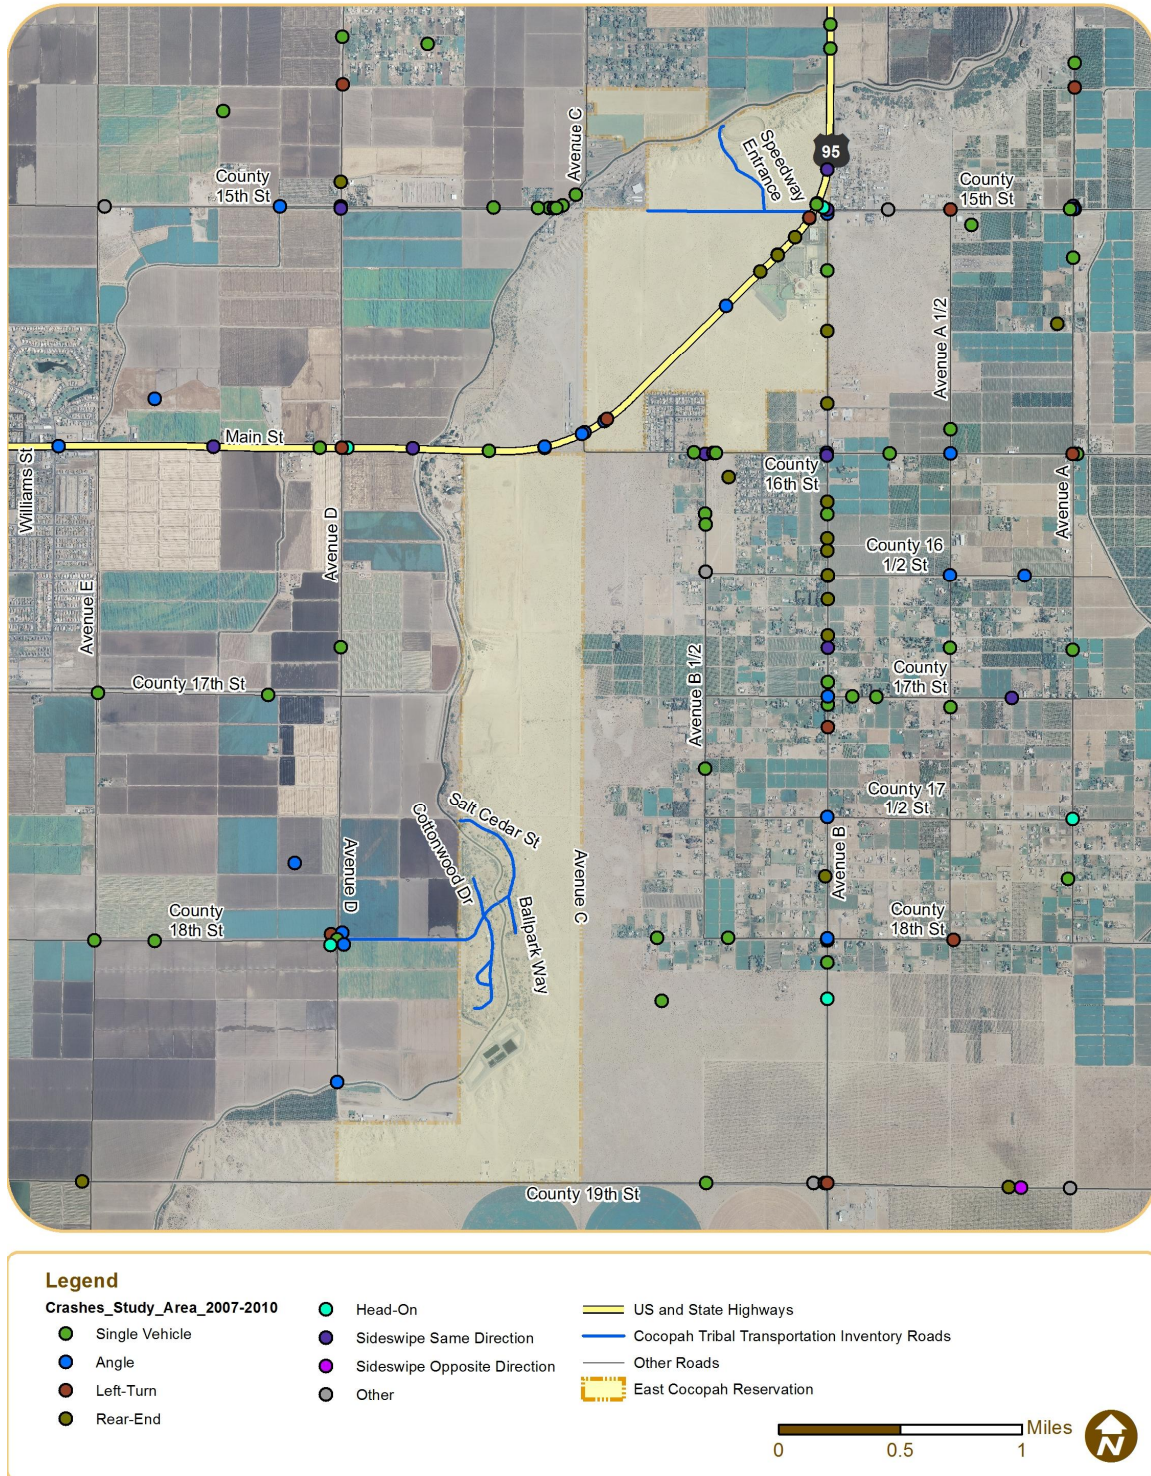 Avenue C
Speedway
Entrance
95
County
15th St
County
15th St
Avenue A 1/2
Main St
Williams St
County
16th St
Avenue A
Avenue D
County 16
1/2 St
Avenue E
County 17th St
Avenue B 1/2
County
17th St
County 17
1/2 St
Salt Cedar St
Cottonwood Dr
Avenue D
Avenue C
Avenue B
Ballpark Way
County
18th St
County
18th St
County 19th St
Legend
Crashes_Study_Area_2007-2010
Single Vehicle
Angle
Left-Turn
Rear-End
Head-On
Sideswipe Same Direction
Sideswipe Opposite Direction
Other
US and State Highways
Cocopah Tribal Transportation Inventory Roads
Other Roads
East Cocopah Reservation
Miles
0 0.5 1
N